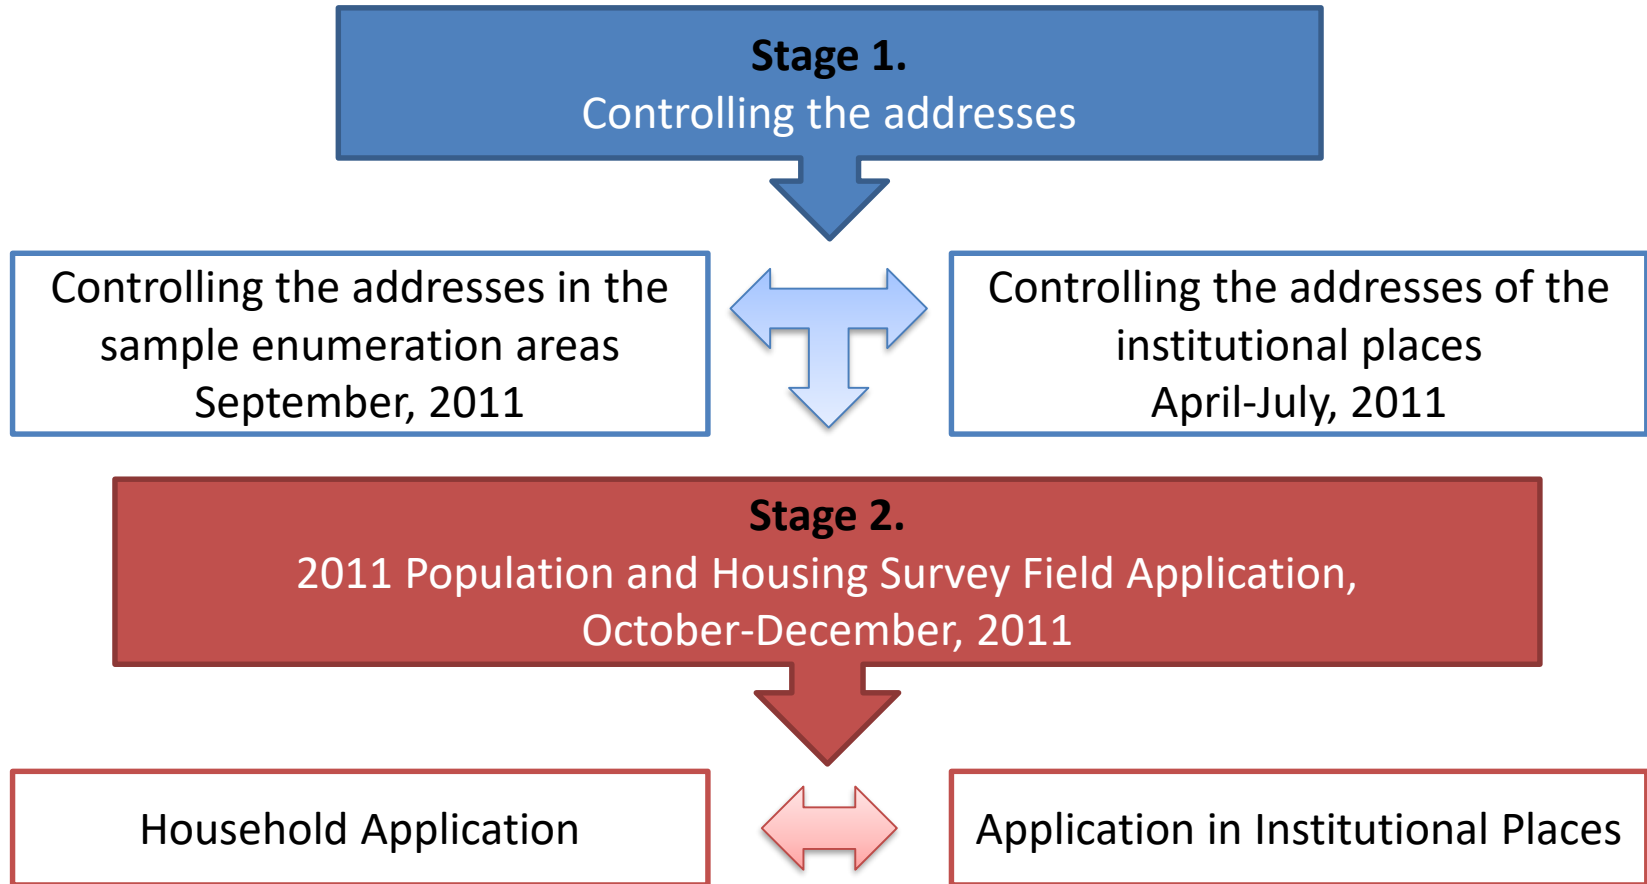 Stage 1.
Controlling the addresses
Controlling the addresses in the
sample enumeration areas
September, 2011
Controlling the addresses of the
institutional places
April-July, 2011
Stage 2.
2011 Population and Housing Survey Field Application,
October-December, 2011
Household Application
Application in Institutional Places